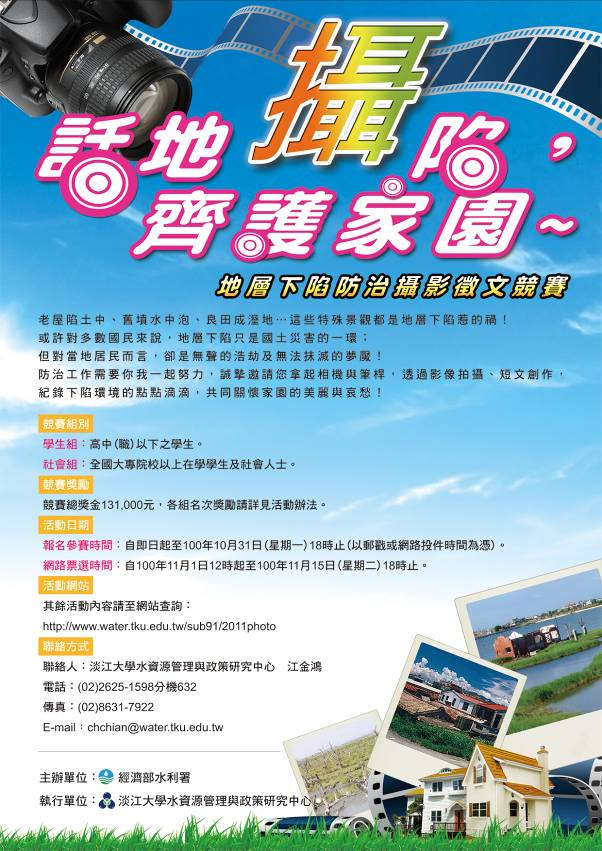 話地攝陷，
齊護家園~
地層下陷防治攝影徵文競賽
老屋陷土中、舊墳水中泡、良田成溼地…這些特殊景觀都是地層下陷惹的禍！
或許對多數國民來說，地層下陷只是國土災害的一環；
但對當地居民而言，卻是無聲的浩劫及無法抹滅的夢魘！
防治工作需要你我一起努力，誠摯邀請您拿起相機與筆桿，透過影像拍攝、短文創作，
紀錄下陷環境的點點滴滴，共同關懷家園的美麗與哀愁！
競賽組別
學生組：高中(職)以下之學生。
社會組：全國大專院校以上在學學生及社會人士。
競賽獎勵
競賽總獎金131,000元，各組名次獎勵請詳見活動辦法。
活動日期
報名參賽時間：自即日起至100年10月31日(星期一)18時止(以郵戳或網路投件時間為憑)。
網路票選時間：自100年11月1日12時起至100年11月15日(星期二)18時止。
活動網站
其餘活動內容請至網站查詢：
http://www.water.tku.edu.tw/sub91/2011photo
聯絡方式
聯絡人：淡江大學水資源管理與政策研究中心　江金鴻
電話：(02)2625-1598分機632
傳真：(02)8631-7922
E-mail：chchian@water.tku.edu.tw
主辦單位：經濟部水利署
執行單位：淡江大學水資源管理與政策研究中心